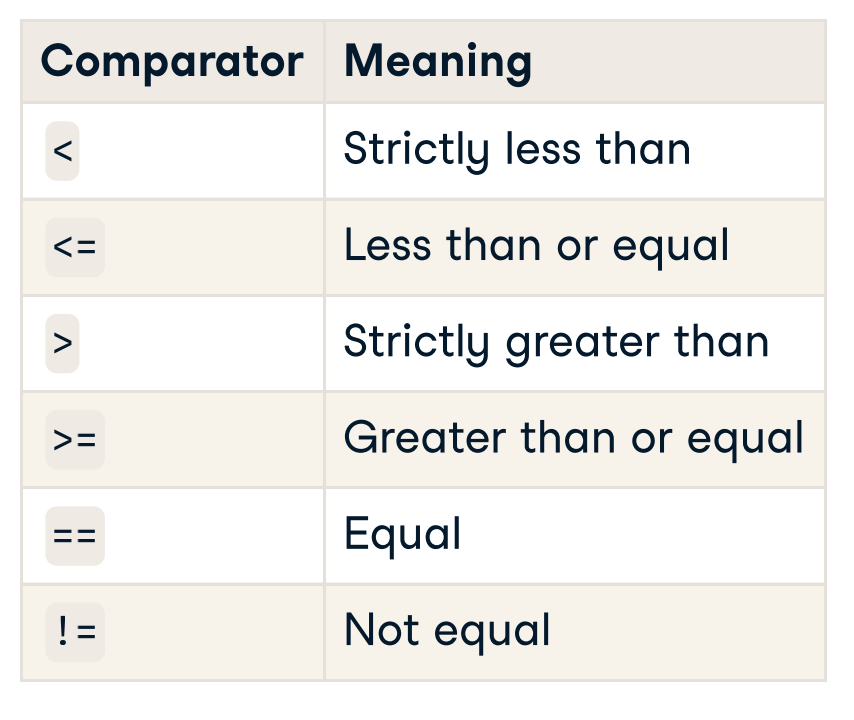 Comparator Meaning
< Strictly less than
<= Less than or equal
> Strictly greater than
>= Greater than or equal
== Equal
!= Not equal